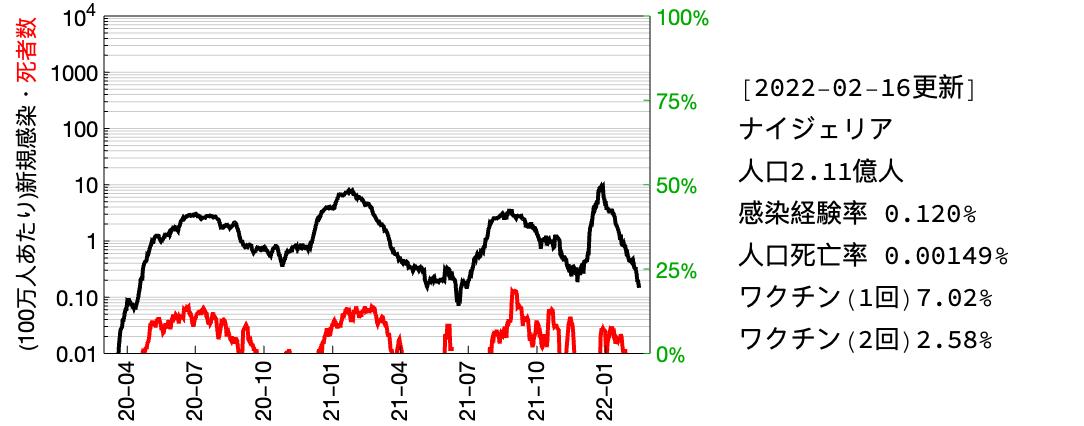 (100万人あたり)新規感染・死者数
10^4
1000
100
10
1
0.10
0.01
100%
75%
50%
25%
0%
20-04
20-07
20-10
21-01
21-04
21-07
21-10
22-01
[2022-02-16更新]
ナイジェリア
人口2.11億人
感染経験率 0.120%
人口死亡率 0.00149%
ワクチン(1回)7.02%
ワクチン(2回)2.58%